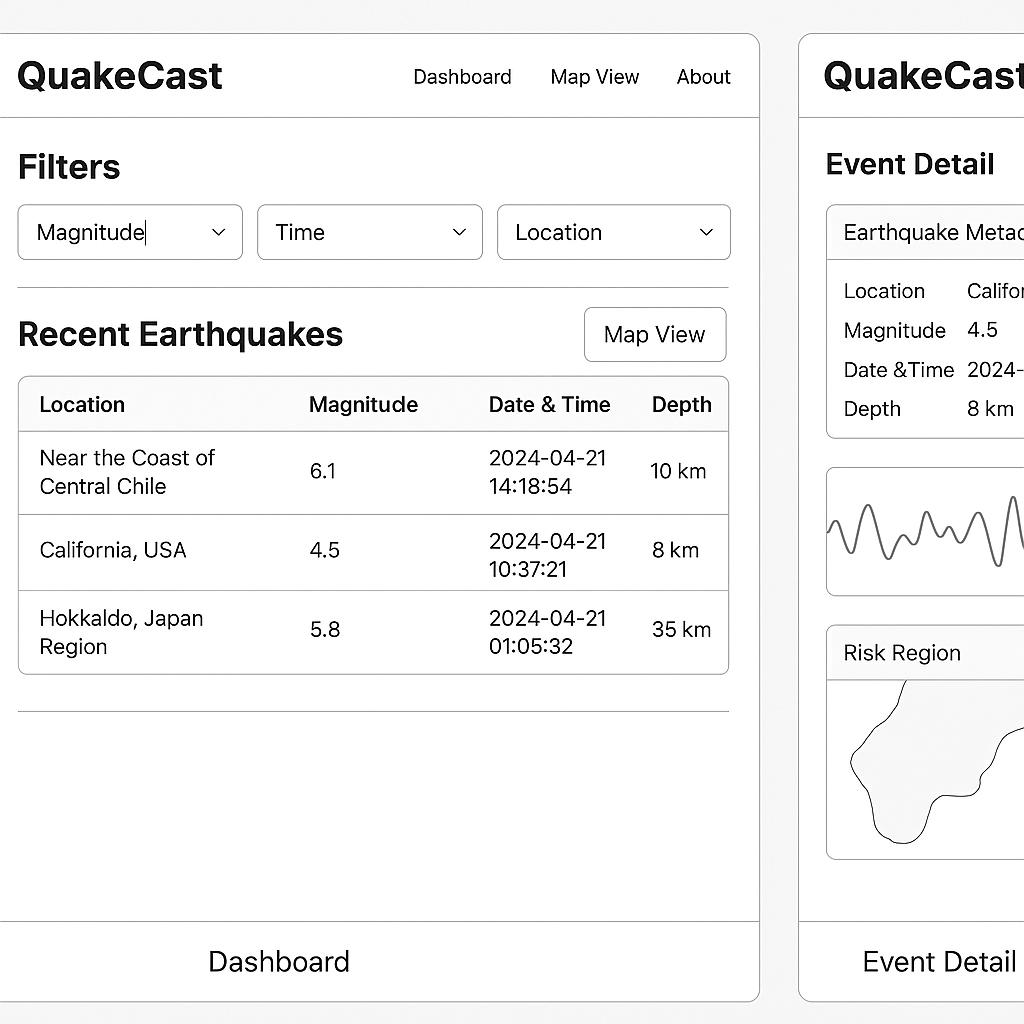 QuakeCast
Dashboard Map View About
Filters
Magnitude Time Location
Recent Earthquakes
Map View
Location Magnitude Date & Time Depth
Near the Coast of
Central Chile
6.1
2024-04-21
14:18:54
10 km
California, USA
4.5
2024-04-21
10:37:21
8 km
Hokkaldo, Japan
Region
5.8
2024-04-21
01:05:32
35 km
Dashboard
QuakeCast
Event Detail
Earthquake
Location
Magnitude 4.5
Date &Time 2024-
Depth 8 km
Risk Region
Event Detail